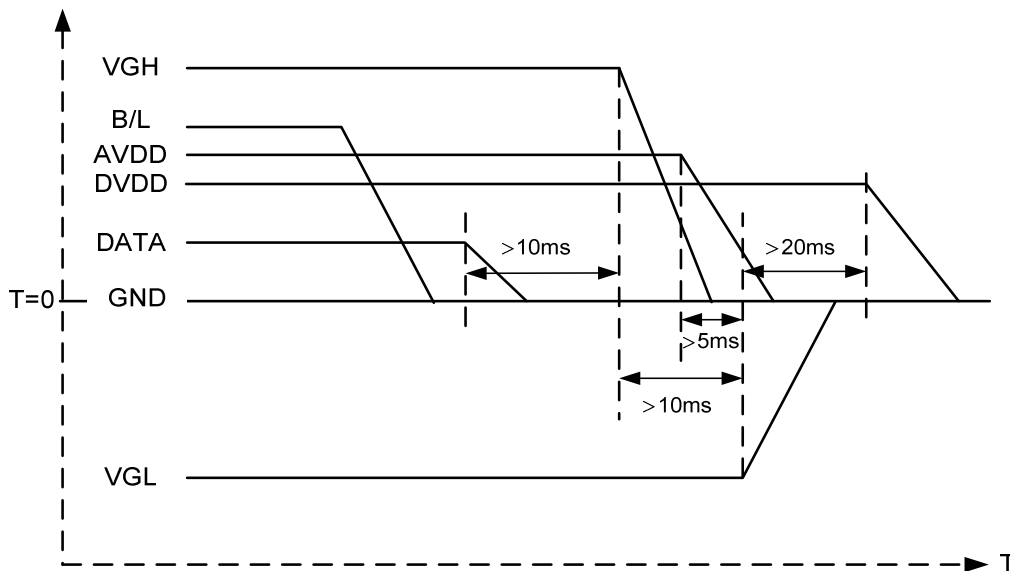 VGH
B/L
AVDD
DVDD
DATA
>10ms
>20ms
T=0
GND
>5ms
>10ms
VGL
T